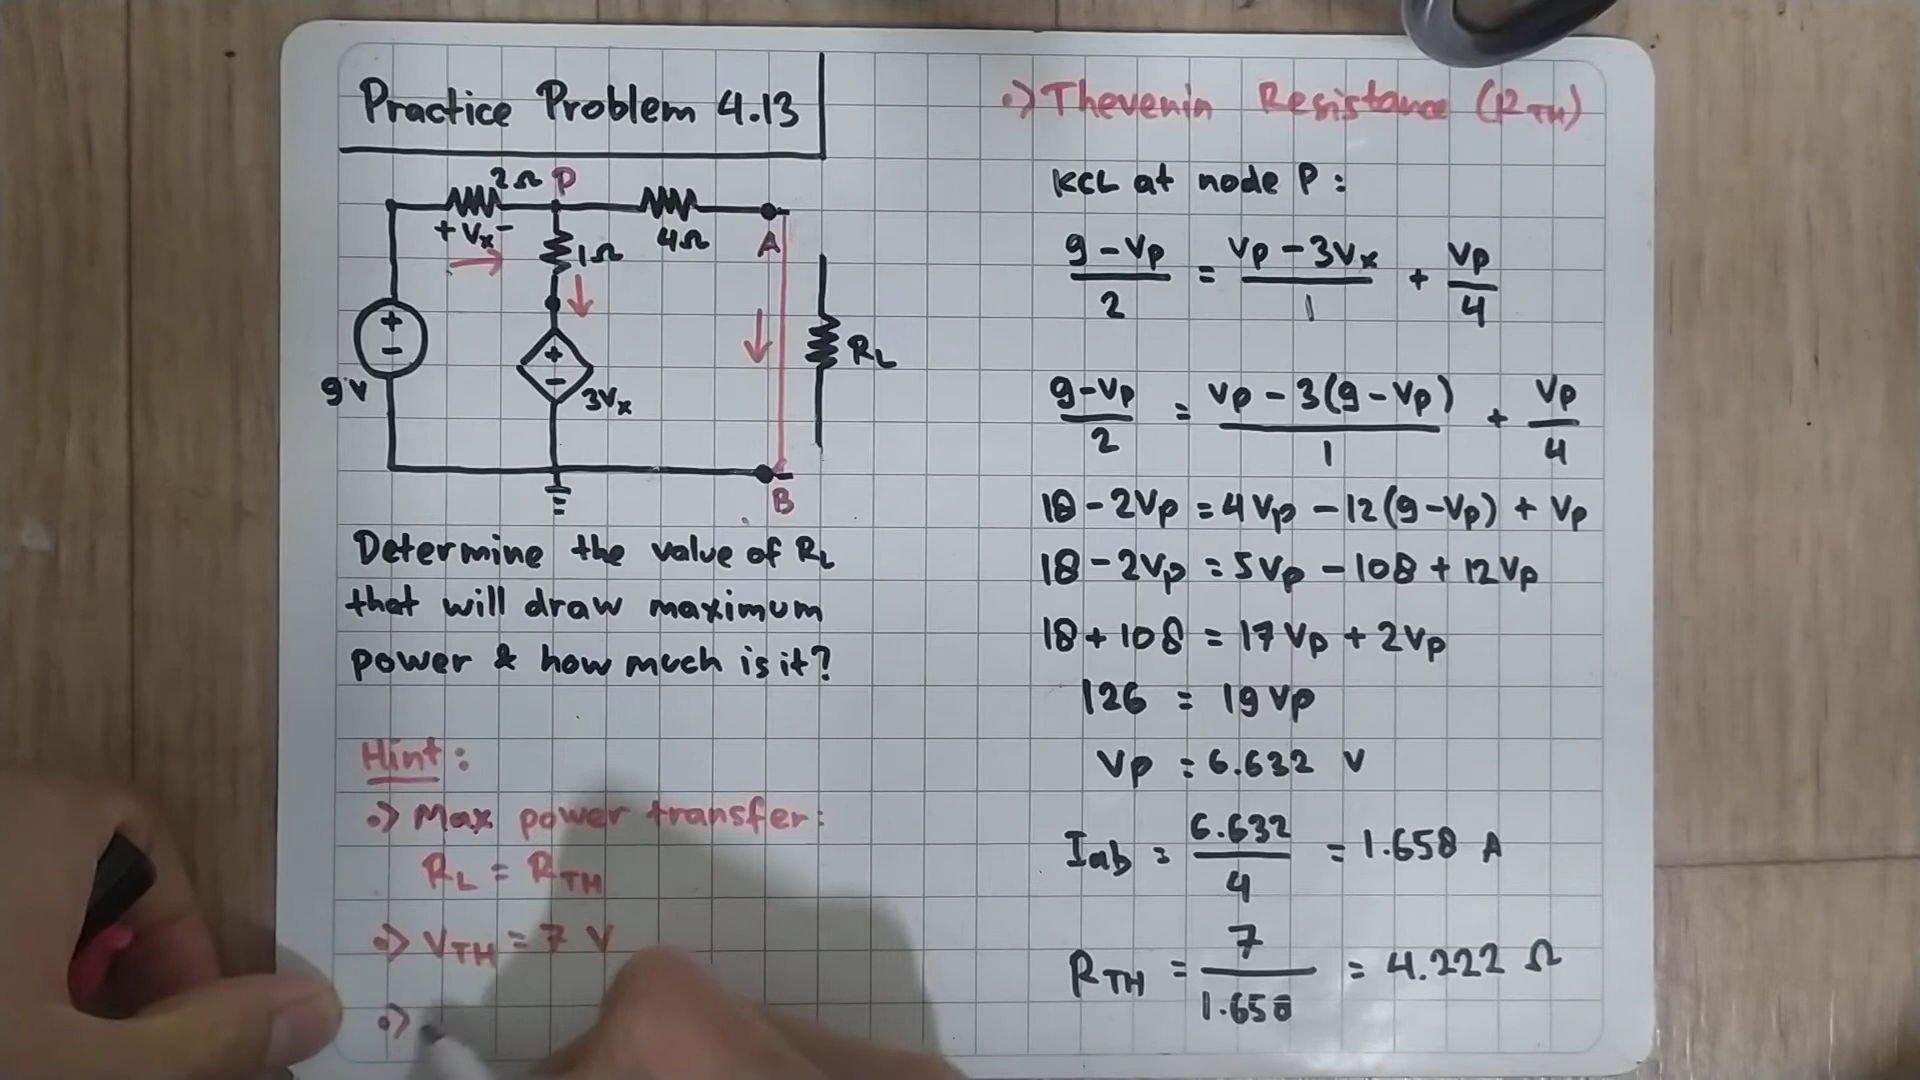 Practice Problem 4.13
2Ω P
+ Vx -
1Ω
4Ω
A
+
-
9V
+
-
3Vx
RL
B
Determine the value of RL
that will draw maximum
power & how much is it?
Hint:
•) Max power transfer:
RL = RTH
•) VTH = 7 V
•)
•) Thevenin Resistance (RTH)
KCL at node P:
9 - Vp / 2 = Vp - 3Vx / 1 + Vp / 4
9 - Vp / 2 = Vp - 3(9 - Vp) / 1 + Vp / 4
18 - 2Vp = 4Vp - 12(9 - Vp) + Vp
18 - 2Vp = 5Vp - 108 + 12Vp
18 + 108 = 17Vp + 2Vp
126 = 19Vp
Vp = 6.632 V
Iab = 6.632 / 4 = 1.658 A
RTH = 7 / 1.658 = 4.222 Ω